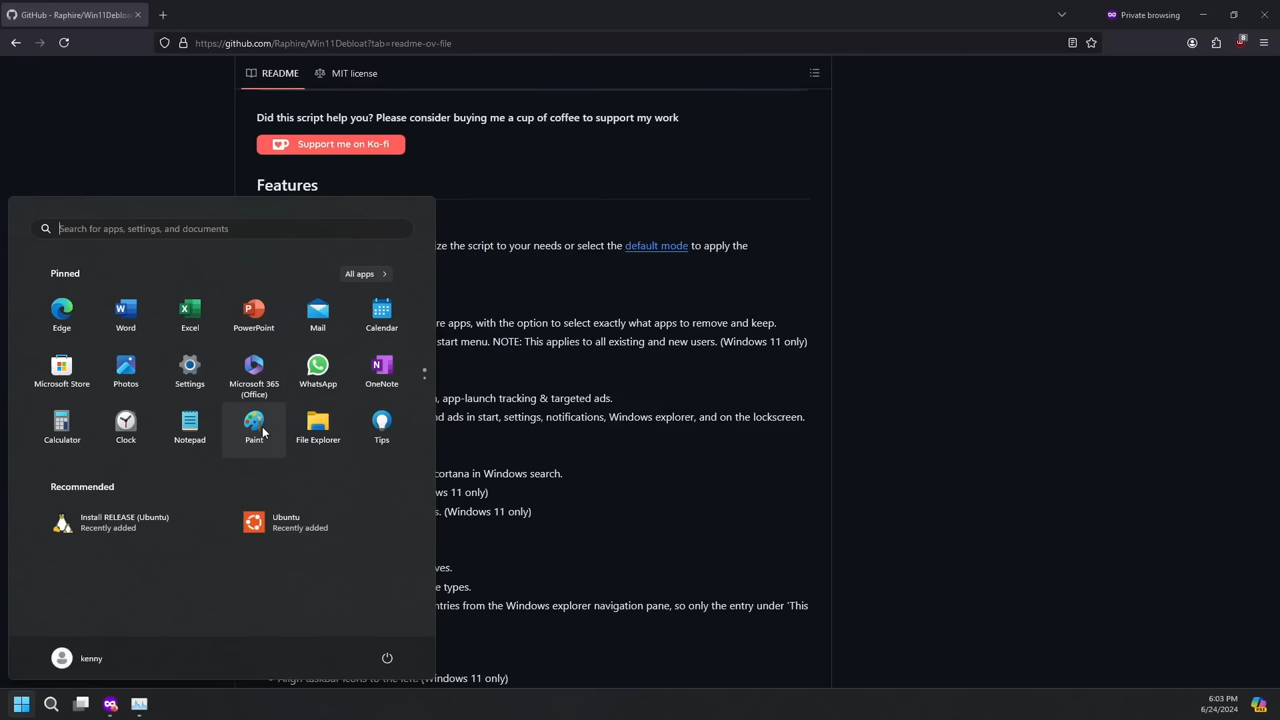 GitHub - Raphire/Win11Debloat
Private browsing
8
https://github.com/Raphire/Win11Debloat?tab=readme-ov-file
README
MIT license
Did this script help you? Please consider buying me a cup of coffee to support my work
Support me on Ko-fi
Features
ize the script to your needs or select the default mode to apply the
re apps, with the option to select exactly what apps to remove and keep.
start menu. NOTE: This applies to all existing and new users. (Windows 11 only)
, app-launch tracking & targeted ads.
nd ads in start, settings, notifications, Windows explorer, and on the lockscreen.
cortana in Windows search.
ws 11 only)
s. (Windows 11 only)
ves.
e types.
ntries from the Windows explorer navigation pane, so only the entry under 'This
Align taskbar icons to the left. (Windows 11 only)
Search for apps, settings, and documents
Pinned
All apps
Edge
Word
Excel
PowerPoint
Mail
Calendar
Microsoft Store
Photos
Settings
Microsoft 365
(Office)
WhatsApp
OneNote
Calculator
Clock
Notepad
Paint
File Explorer
Tips
Recommended
Install RELEASE (Ubuntu)
Recently added
Ubuntu
Recently added
kenny
6:03 PM
6/24/2024